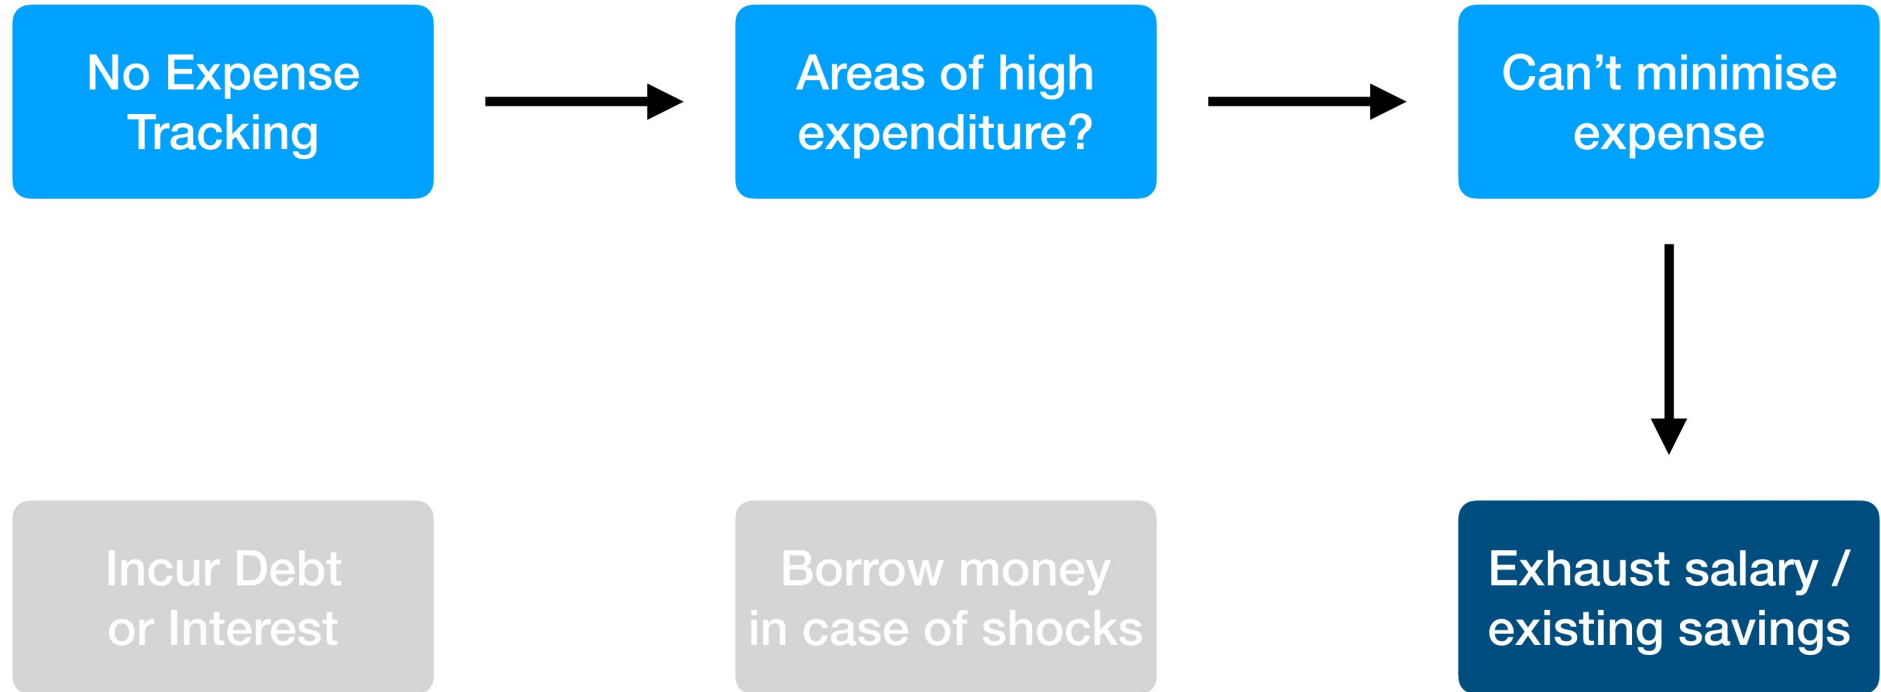 No Expense
Tracking
Areas of high
expenditure?
Can’t minimise
expense
Incur Debt
or Interest
Borrow money
in case of shocks
Exhaust salary /
existing savings